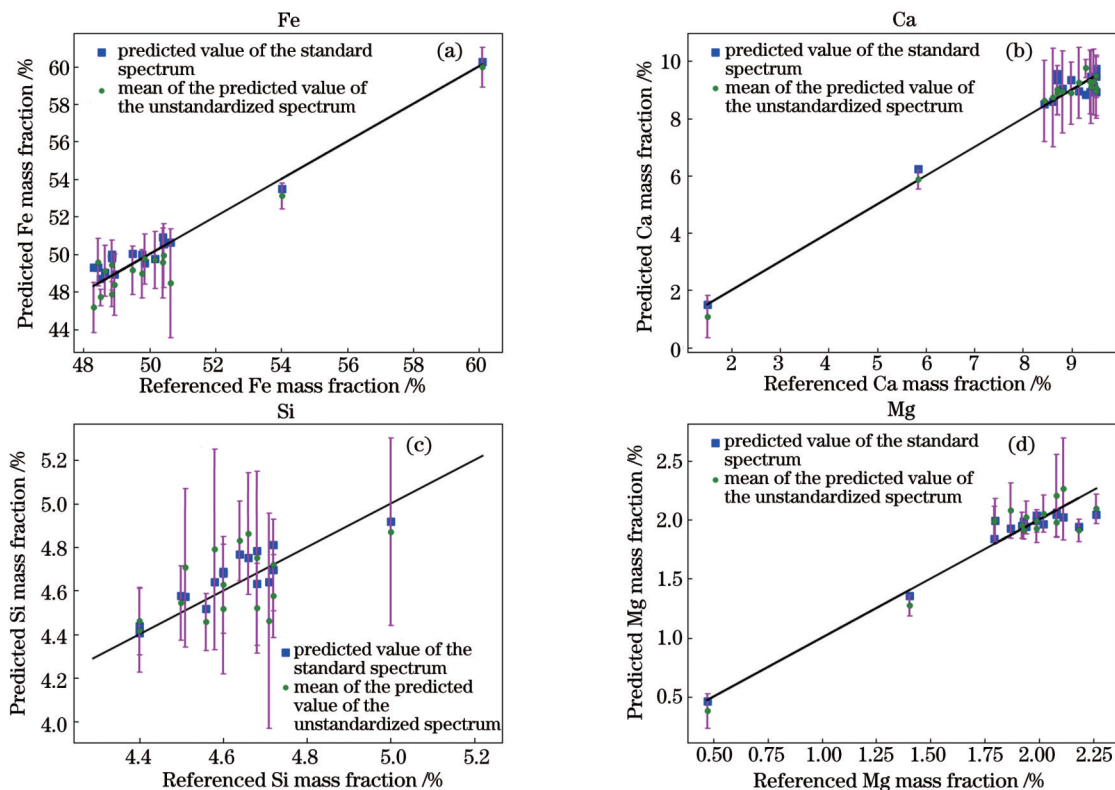 Fe
(a)
predicted value of the standard
spectrum
mean of the predicted value of
the unstandardized spectrum
Predicted Fe mass fraction /%
60
58
56
54
52
50
48
46
44
48
50
52
54
56
58
60
Referenced Fe mass fraction /%
Ca
(b)
predicted value of the standard
spectrum
mean of the predicted value of
the unstandardized spectrum
Predicted Ca mass fraction /%
10
8
6
4
2
0
2
3
4
5
6
7
8
9
Referenced Ca mass fraction /%
Si
(c)
predicted value of the
standard spectrum
mean of the predicted
value of the
unstandardized spectrum
Predicted Si mass fraction /%
5.2
5.0
4.8
4.6
4.4
4.2
4.0
4.4
4.6
4.8
5.0
5.2
Referenced Si mass fraction /%
Mg
(d)
predicted value of the standard
spectrum
mean of the predicted value of
the unstandardized spectrum
Predicted Mg mass fraction /%
2.5
2.0
1.5
1.0
0.5
0.50
0.75
1.00
1.25
1.50
1.75
2.00
2.25
Referenced Mg mass fraction /%